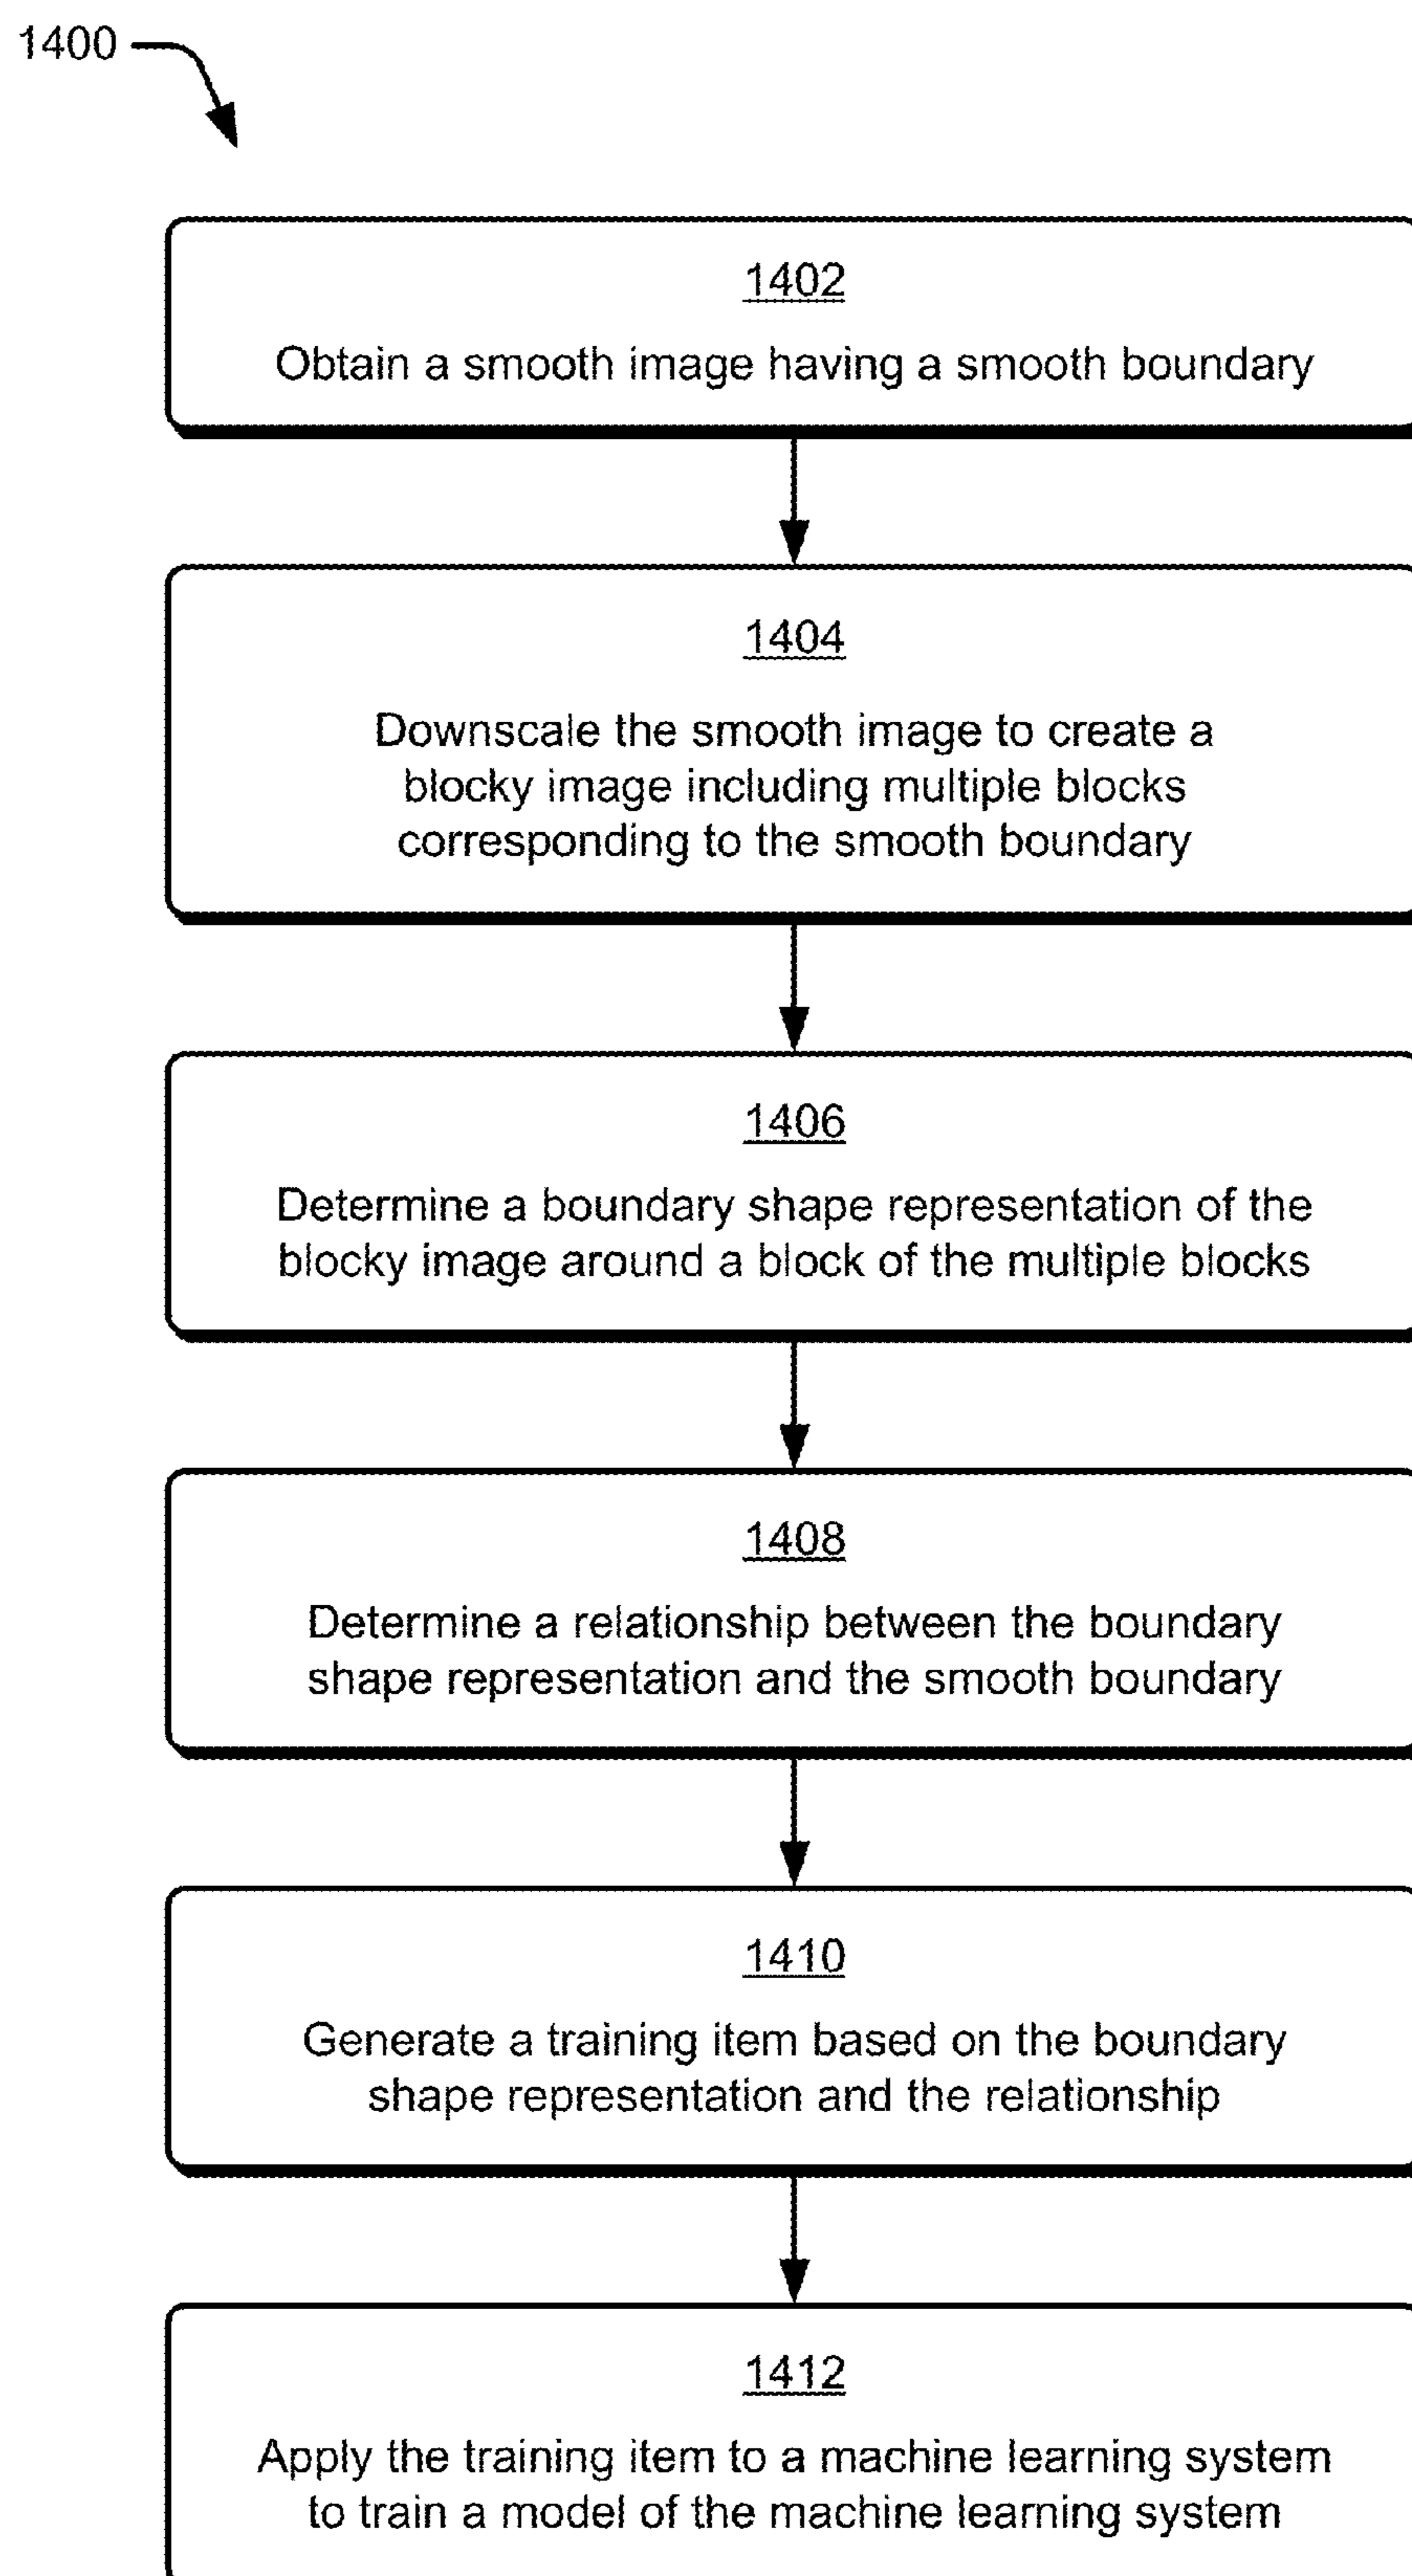 1400
1402
Obtain a smooth image having a smooth boundary
1404
Downscale the smooth image to create a
blocky image including multiple blocks
corresponding to the smooth boundary
1406
Determine a boundary shape representation of the
blocky image around a block of the multiple blocks
1408
Determine a relationship between the boundary
shape representation and the smooth boundary
1410
Generate a training item based on the boundary
shape representation and the relationship
1412
Apply the training item to a machine learning system
to train a model of the machine learning system